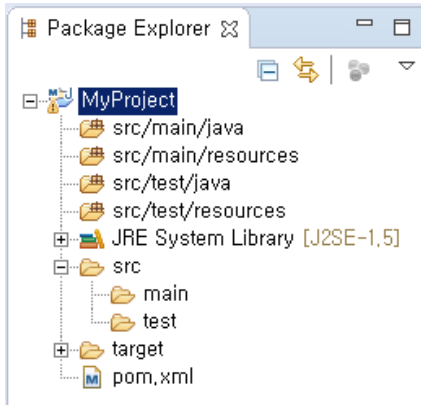 Package Explorer
MyProject
src/main/java
src/main/resources
src/test/java
src/test/resources
JRE System Library [J2SE-1,5]
src
main
test
target
pom,xml